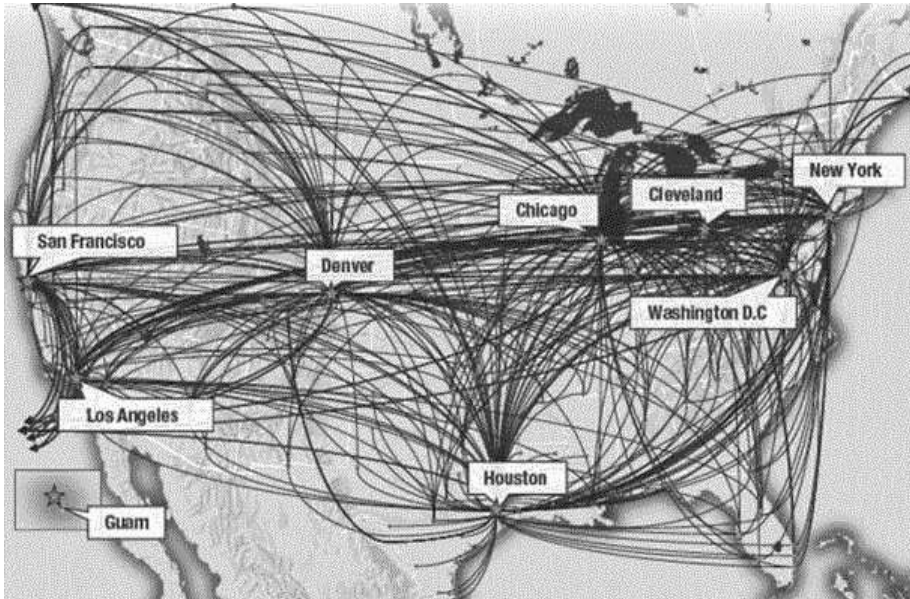 New York
Cleveland
Chicago
San Francisco
Denver
Washington D.C
Los Angeles
Houston
Guam